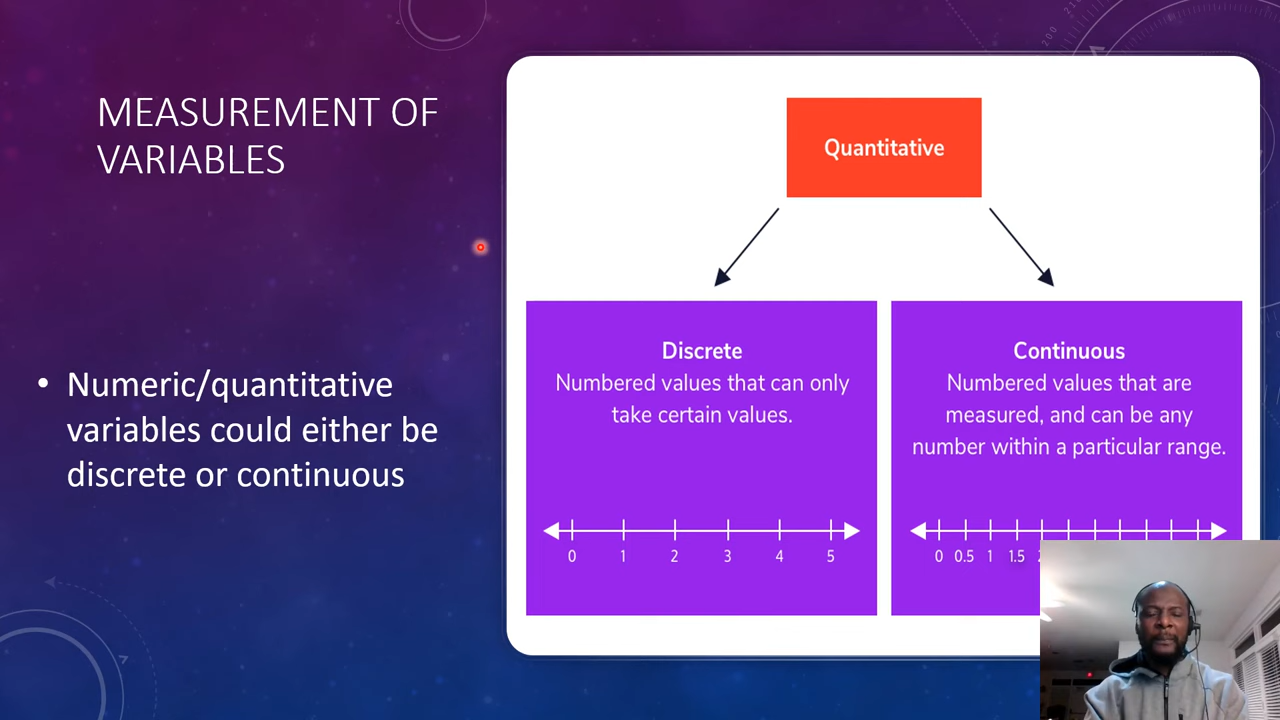 MEASUREMENT OF
VARIABLES
• Numeric/quantitative
variables could either be
discrete or continuous
Quantitative
Discrete
Numbered values that can only
take certain values.
0 1 2 3 4 5
Continuous
Numbered values that are
measured, and can be any
number within a particular range.
0 0.5 1 1.5
200